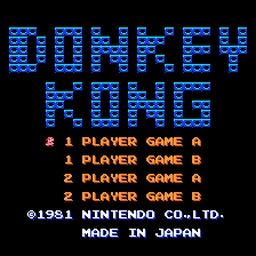 DONKEY
KONG
1 PLAYER GAME A
1 PLAYER GAME B
2 PLAYER GAME A
2 PLAYER GAME B
©1981 NINTENDO CO.,LTD.
MADE IN JAPAN